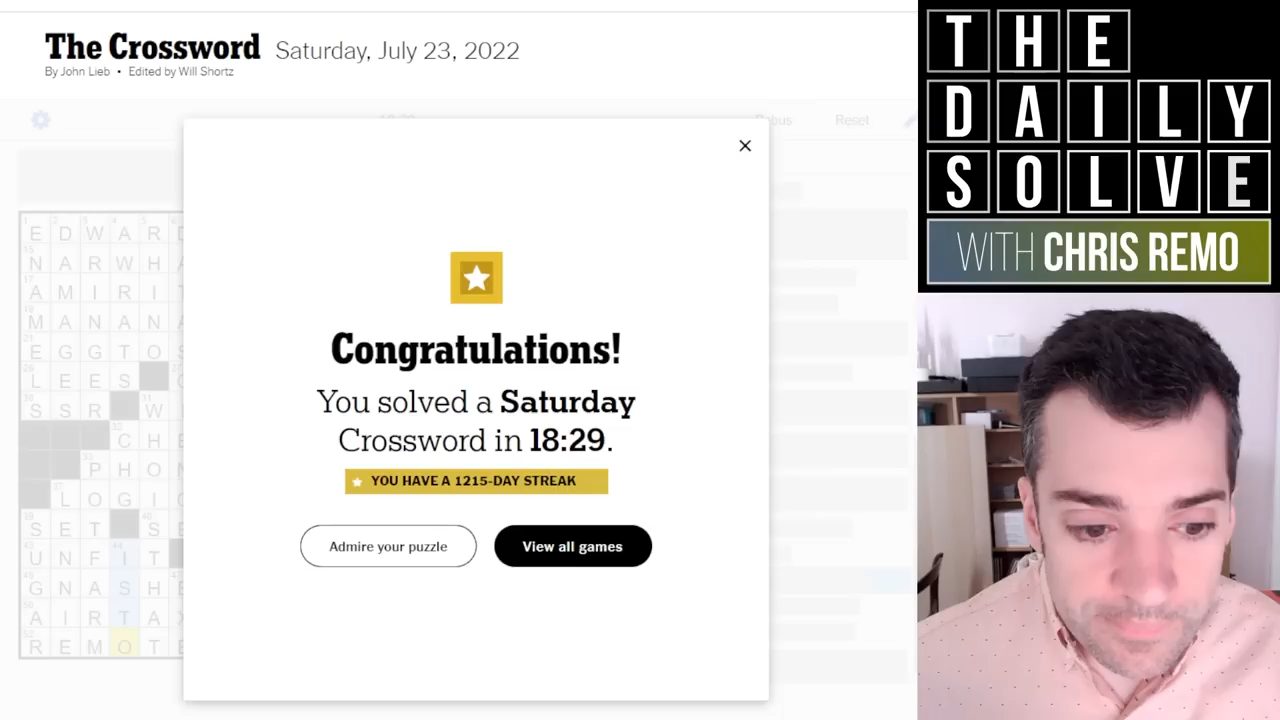 The Crossword Saturday, July 23, 2022
By John Lieb • Edited by Will Shortz
Reset
Congratulations!
You solved a Saturday
Crossword in 18:29.
YOU HAVE A 1215-DAY STREAK
Admire your puzzle
View all games
E D W A R D
N A R W H A
A M I R I T
M A N A N A
E G G T O S
L E E S
S S R W
C H E
P H O
L O G I C
S E T S E
U N F I T
G N A S H E
A I R T A X
R E M O T E
THE
DAILY
SOLVE
WITH CHRIS REMO